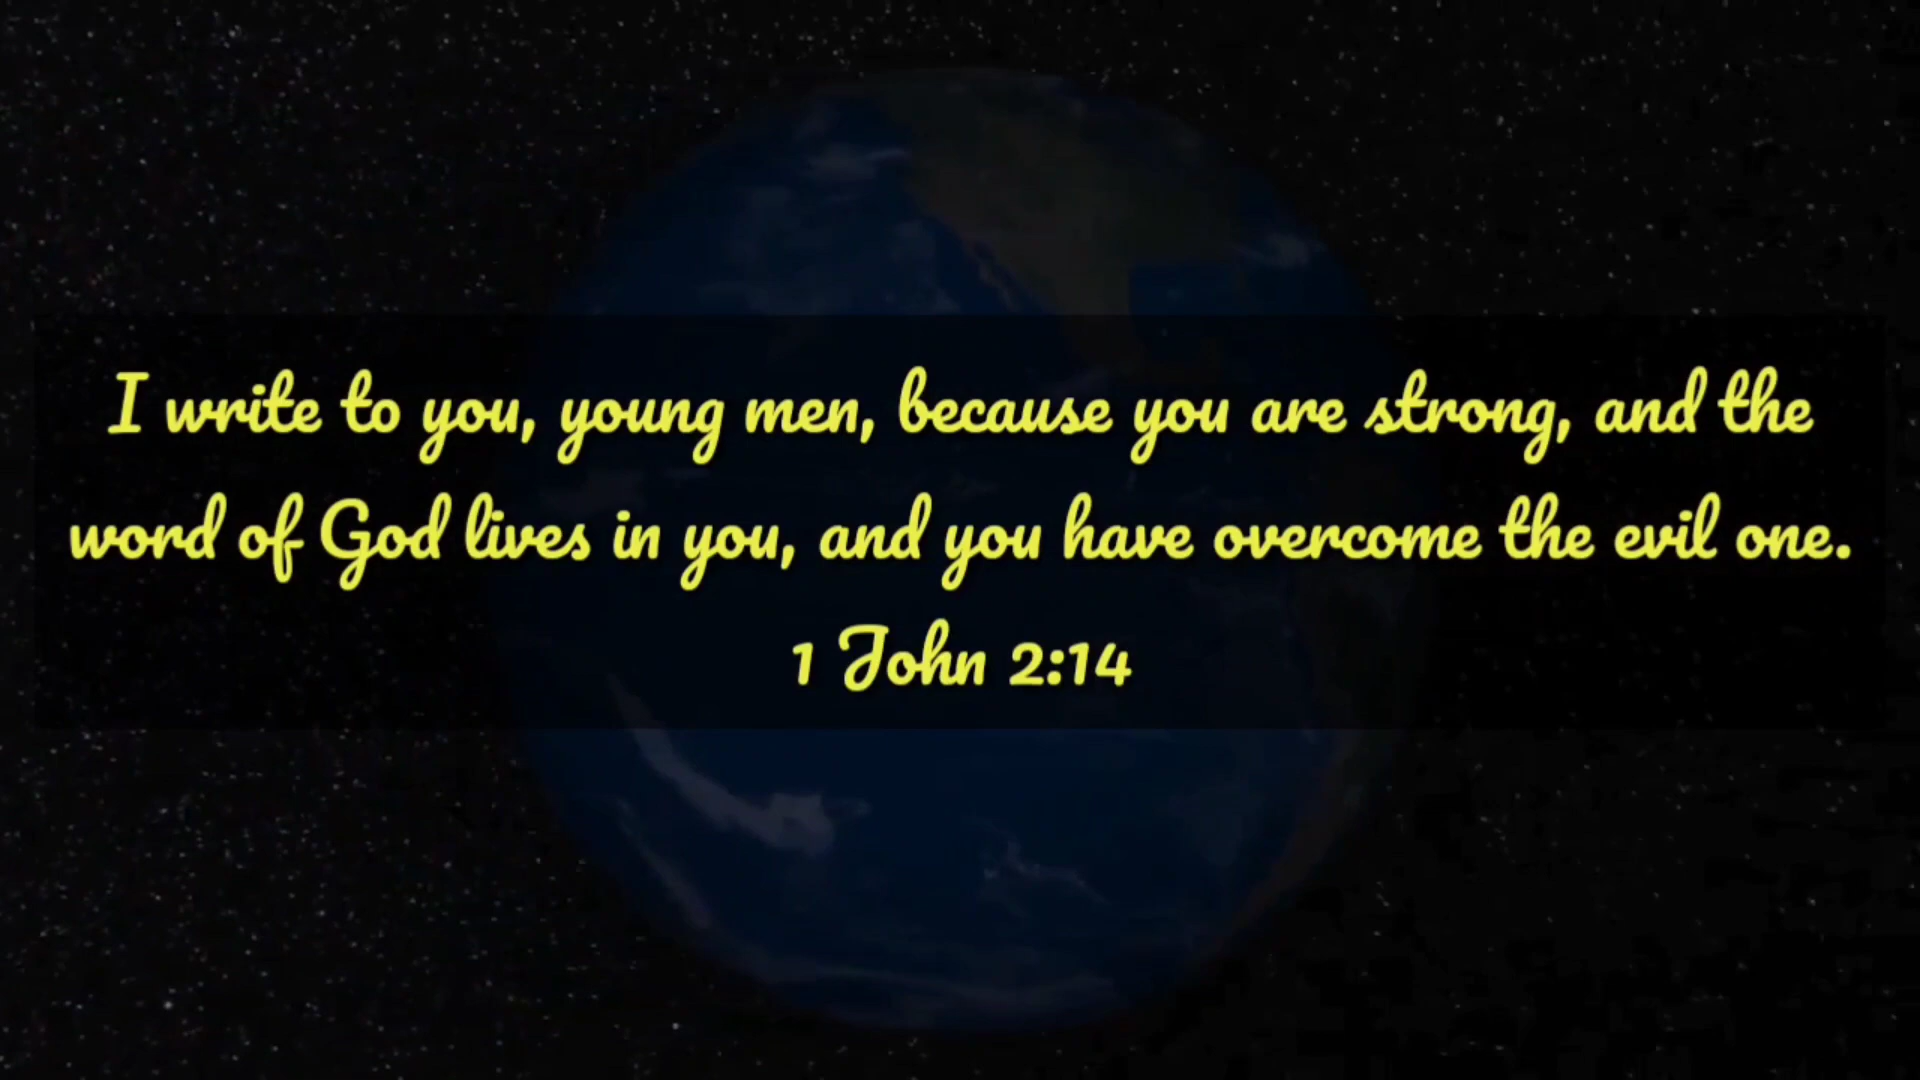 I write to you, young men, because you are strong, and the
word of God lives in you, and you have overcome the evil one.
1 John 2:14